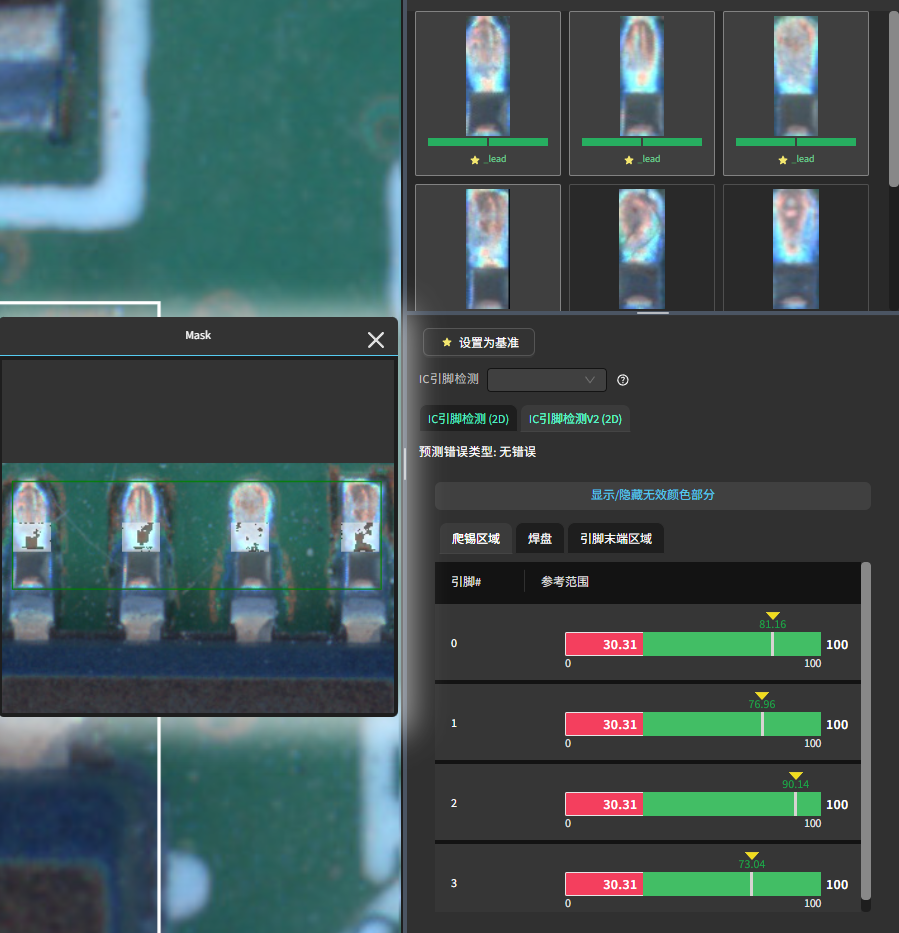 _lead
_lead
_lead
Mask
设置为基准
IC引脚检测
IC引脚检测 (2D)
IC引脚检测V2 (2D)
预测错误类型: 无错误
显示/隐藏无效颜色部分
爬锡区域
焊盘
引脚末端区域
引脚#
参考范围
81.16
0
30.31
100
0
100
76.96
1
30.31
100
0
100
90.14
2
30.31
100
0
100
73.04
3
30.31
100
0
100